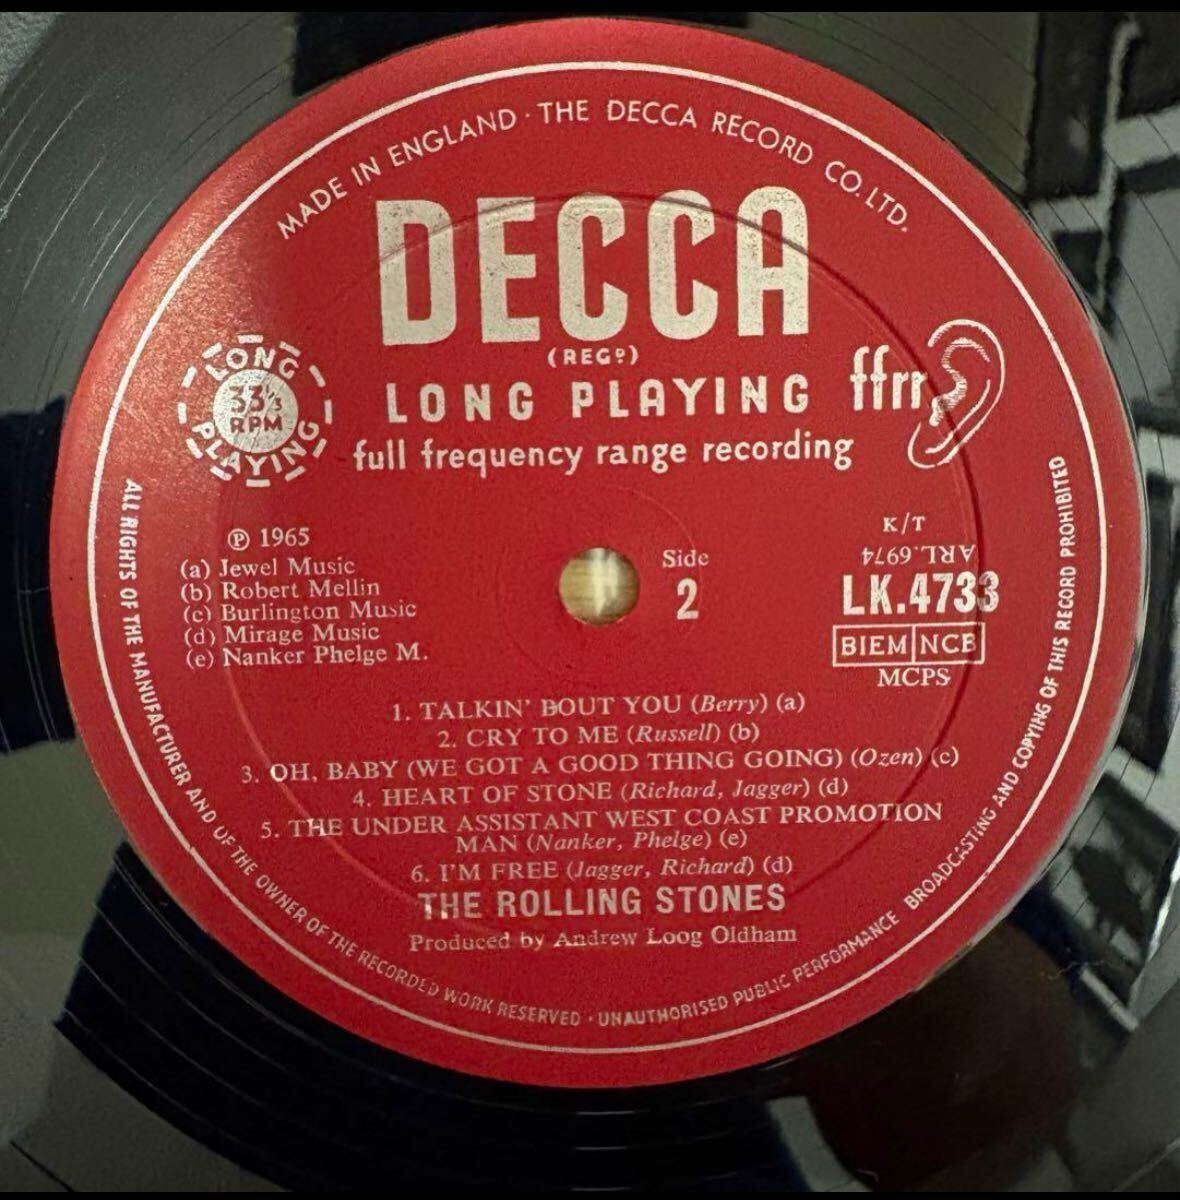 MADE IN ENGLAND · THE DECCA RECORD CO. LTD.
DECCA
(REGD)
LONG PLAYING
full frequency range recording
ffrr
LONG
33 1/3
RPM
PLAYING
℗ 1965
(a) Jewel Music
(b) Robert Mellin
(c) Burlington Music
(d) Mirage Music
(e) Nanker Phelge M.
Side
2
K/T
ARL.6974
LK.4733
BIEM NCB
MCPS
1. TALKIN' BOUT YOU (Berry) (a)
2. CRY TO ME (Russell) (b)
3. OH, BABY (WE GOT A GOOD THING GOING) (Ozen) (c)
4. HEART OF STONE (Richard, Jagger) (d)
5. THE UNDER ASSISTANT WEST COAST PROMOTION
MAN (Nanker, Phelge) (e)
6. I'M FREE (Jagger, Richard) (d)
THE ROLLING STONES
Produced by Andrew Loog Oldham
ALL RIGHTS OF THE MANUFACTURER AND OF THE OWNER OF THE RECORDED WORK RESERVED · UNAUTHORISED PUBLIC PERFORMANCE BROADCASTING AND COPYING OF THIS RECORD PROHIBITED